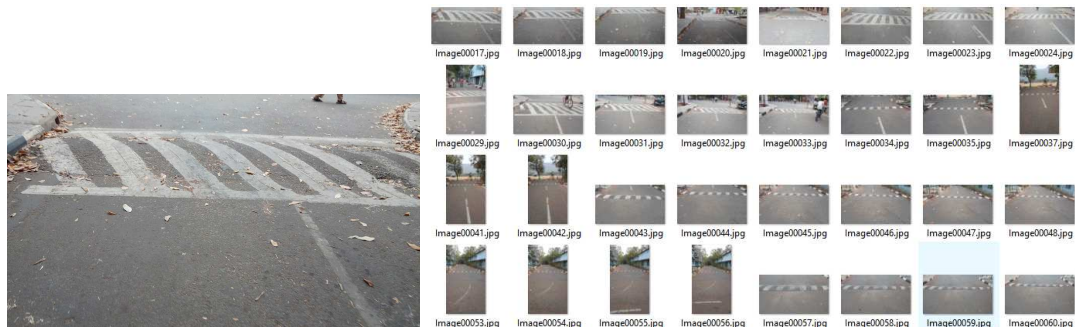 Image00017.jpg Image00018.jpg Image00019.jpg Image00020.jpg Image00021.jpg Image00022.jpg Image00023.jpg Image00024.jpg
Image00029.jpg Image00030.jpg Image00031.jpg Image00032.jpg Image00033.jpg Image00034.jpg Image00035.jpg Image00037.jpg
Image00041.jpg Image00042.jpg Image00043.jpg Image00044.jpg Image00045.jpg Image00046.jpg Image00047.jpg Image00048.jpg
Image00053.jpg Image00054.jpg Image00055.jpg Image00056.jpg Image00057.jpg Image00058.jpg Image00059.jpg Image00060.jpg